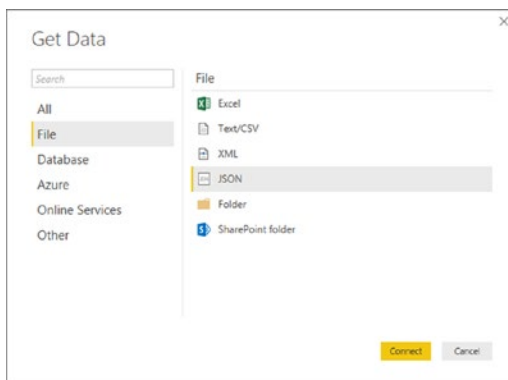 Get Data
Search
All
File
Database
Azure
Online Services
Other
File
Excel
Text/CSV
XML
JSON
Folder
SharePoint folder
Connect
Cancel